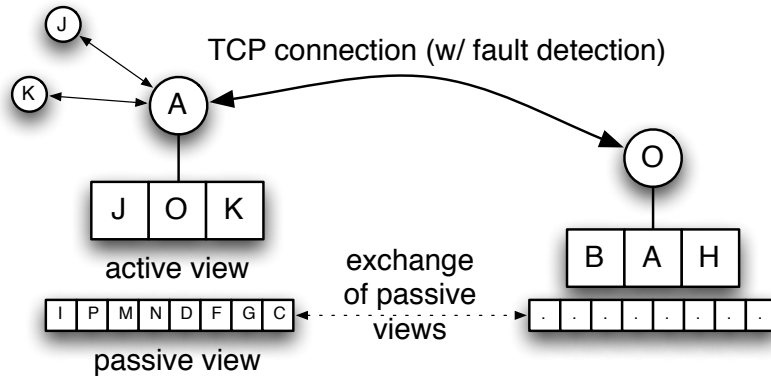 J
TCP connection (w/ fault detection)
K
A
O
J O K
B A H
active view
exchange
of passive
views
I P M N D F G C
. . . . . . . .
passive view